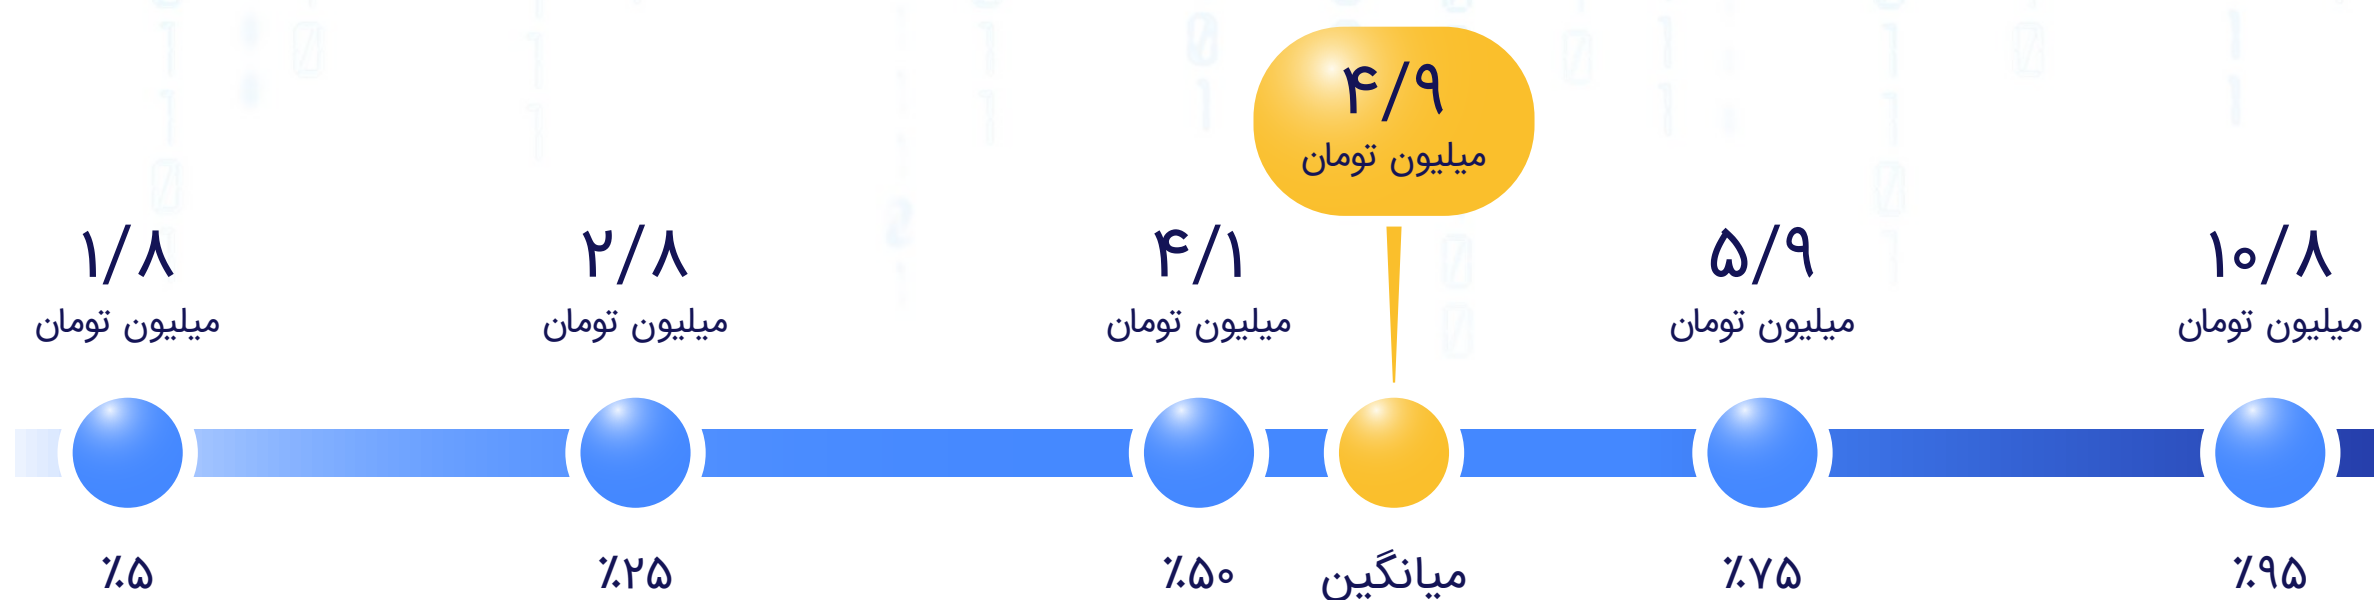 ۴/۹
میلیون تومان
۱/۸
میلیون تومان
۲/۸
میلیون تومان
۴/۱
میلیون تومان
۵/۹
میلیون تومان
۱۰/۸
میلیون تومان
٪۵
٪۲۵
٪۵۰
میانگین
٪۷۵
٪۹۵